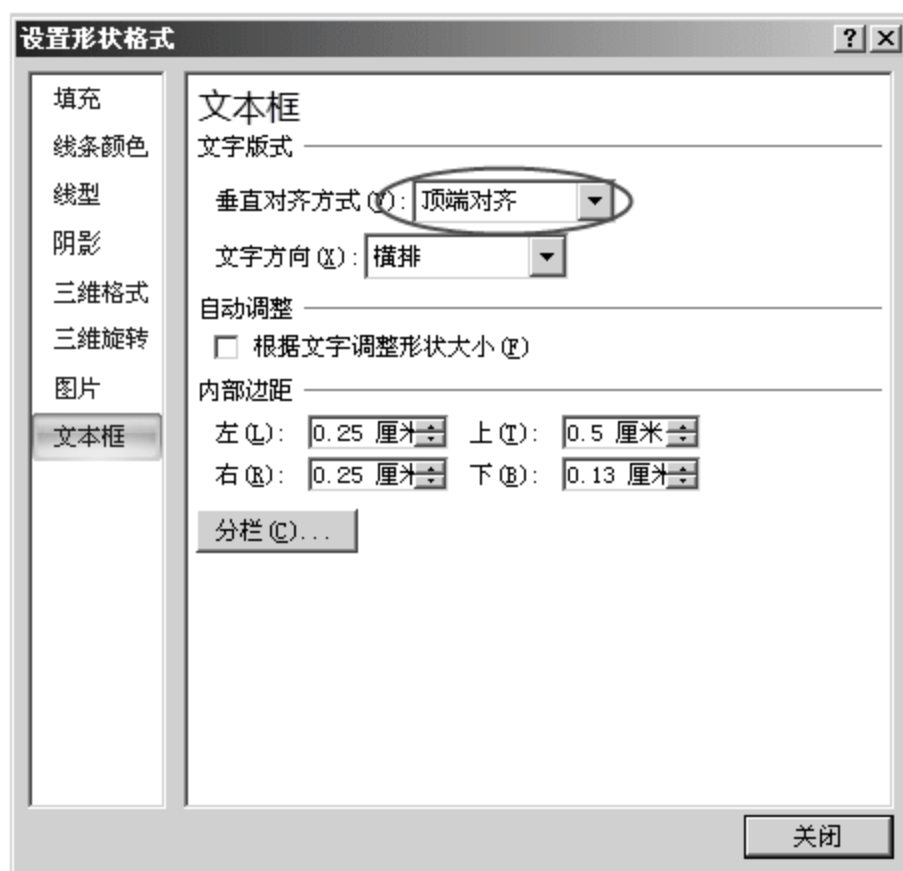 设置形状格式
填充
线条颜色
线型
阴影
三维格式
三维旋转
图片
文本框
文本框
文字版式
垂直对齐方式(V): 顶端对齐
文字方向(X): 横排
自动调整
根据文字调整形状大小(F)
内部边距
左(L): 0.25 厘米 上(T): 0.5 厘米
右(R): 0.25 厘米 下(B): 0.13 厘米
分栏(C)...
关闭